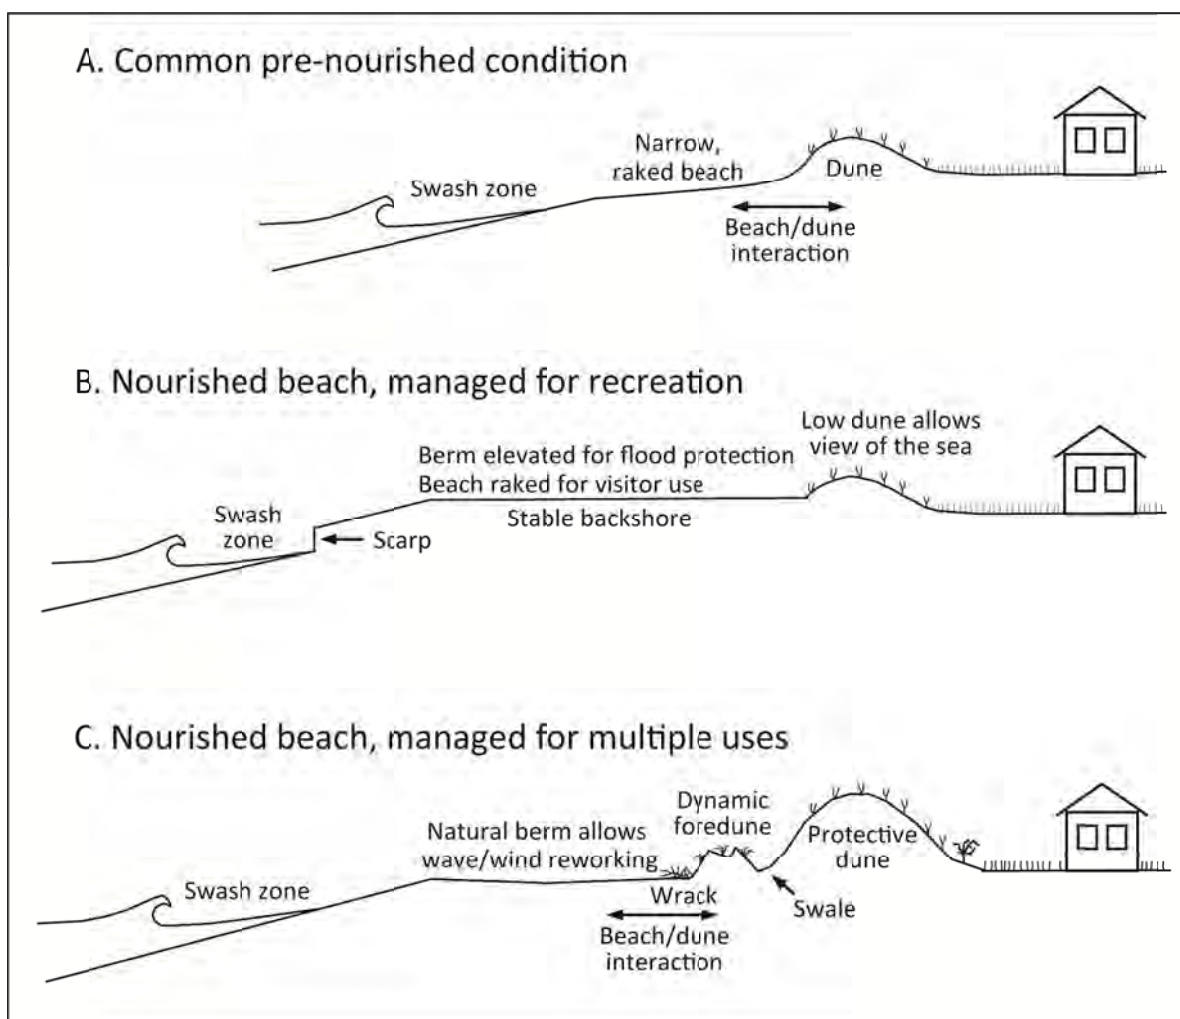 A. Common pre-nourished condition
Narrow,
raked beach
Swash zone
Dune
Beach/dune
interaction
B. Nourished beach, managed for recreation
Low dune allows
view of the sea
Berm elevated for flood protection
Beach raked for visitor use
Swash
zone
Stable backshore
Scarp
C. Nourished beach, managed for multiple uses
Dynamic
foredune
Natural berm allows
wave/wind reworking
Protective
dune
Swash zone
Wrack
Swale
Beach/dune
interaction